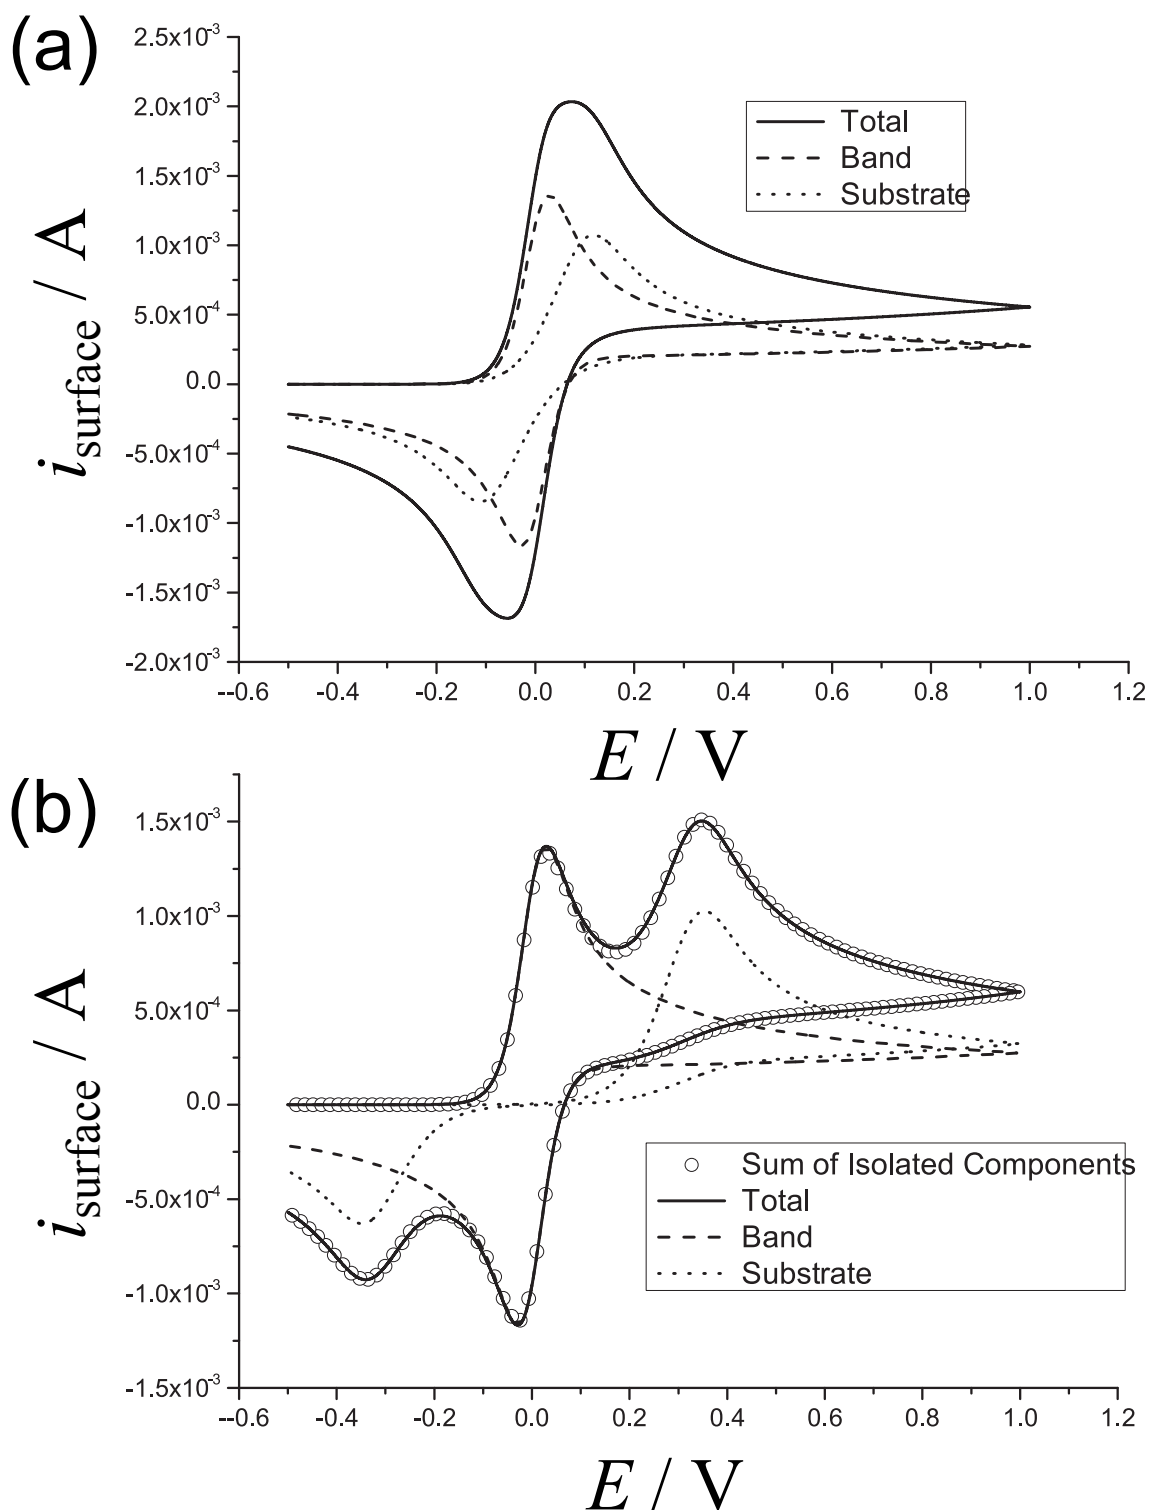 (a)
2.5x10-3
2.0x10-3
1.5x10-3
1.0x10-3
5.0x10-4
0.0
-5.0x10-4
-1.0x10-3
-1.5x10-3
-2.0x10-3
i surface / A
Total
Band
Substrate
--0.6 -0.4 -0.2 0.0 0.2 0.4 0.6 0.8 1.0 1.2
E / V
(b)
1.5x10-3
1.0x10-3
5.0x10-4
0.0
-5.0x10-4
-1.0x10-3
-1.5x10-3
i surface / A
Sum of Isolated Components
Total
Band
Substrate
--0.6 -0.4 -0.2 0.0 0.2 0.4 0.6 0.8 1.0 1.2
E / V